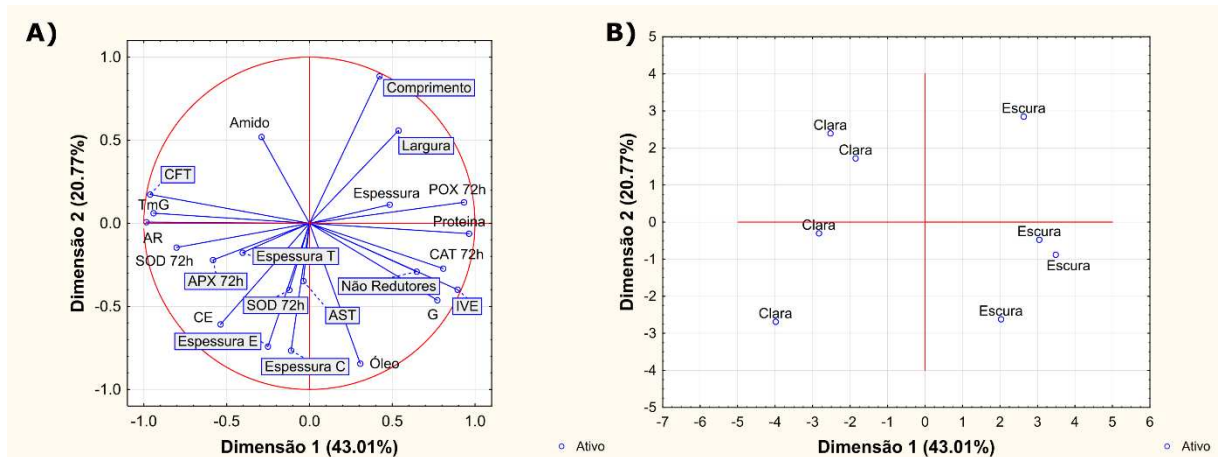 A)
1.0
0.5
0.0
-0.5
-1.0
-1.0
-0.5
0.0
0.5
1.0
Dimensão 2 (20.77%)
Dimensão 1 (43.01%)
Ativo
Comprimento
Amido
Largura
CFT
Espessura
POX 72h
TmG
Proteina
AR
SOD 72h
Espessura T
CAT 72h
APX 72h
Não Redutores
SOD 72h
AST
IVE
G
CE
Espessura E
Espessura C
Óleo
B)
5
4
3
2
1
0
-1
-2
-3
-4
-5
-7
-6
-5
-4
-3
-2
-1
0
1
2
3
4
5
6
Dimensão 2 (20.77%)
Dimensão 1 (43.01%)
Ativo
Escura
Clara
Clara
Clara
Escura
Escura
Clara
Escura